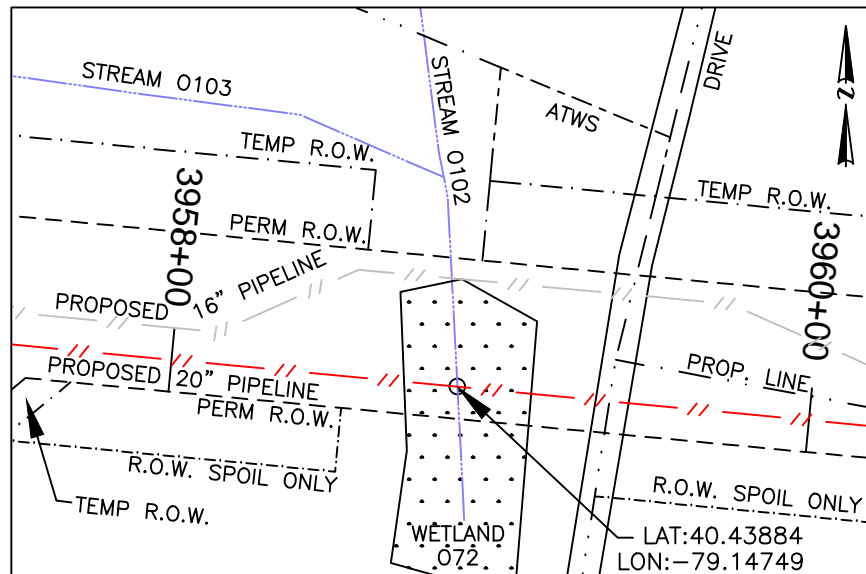 DRIVE
STREAM 0103
STREAM 0102
ATWS
N
TEMP R.O.W.
TEMP R.O.W.
3958+00
PERM R.O.W.
3960+00
PROPOSED 16" PIPELINE
PROPOSED 20" PIPELINE
PROP. LINE
PERM R.O.W.
R.O.W. SPOIL ONLY
R.O.W. SPOIL ONLY
TEMP R.O.W.
WETLAND
072
LAT:40.43884
LON:-79.14749